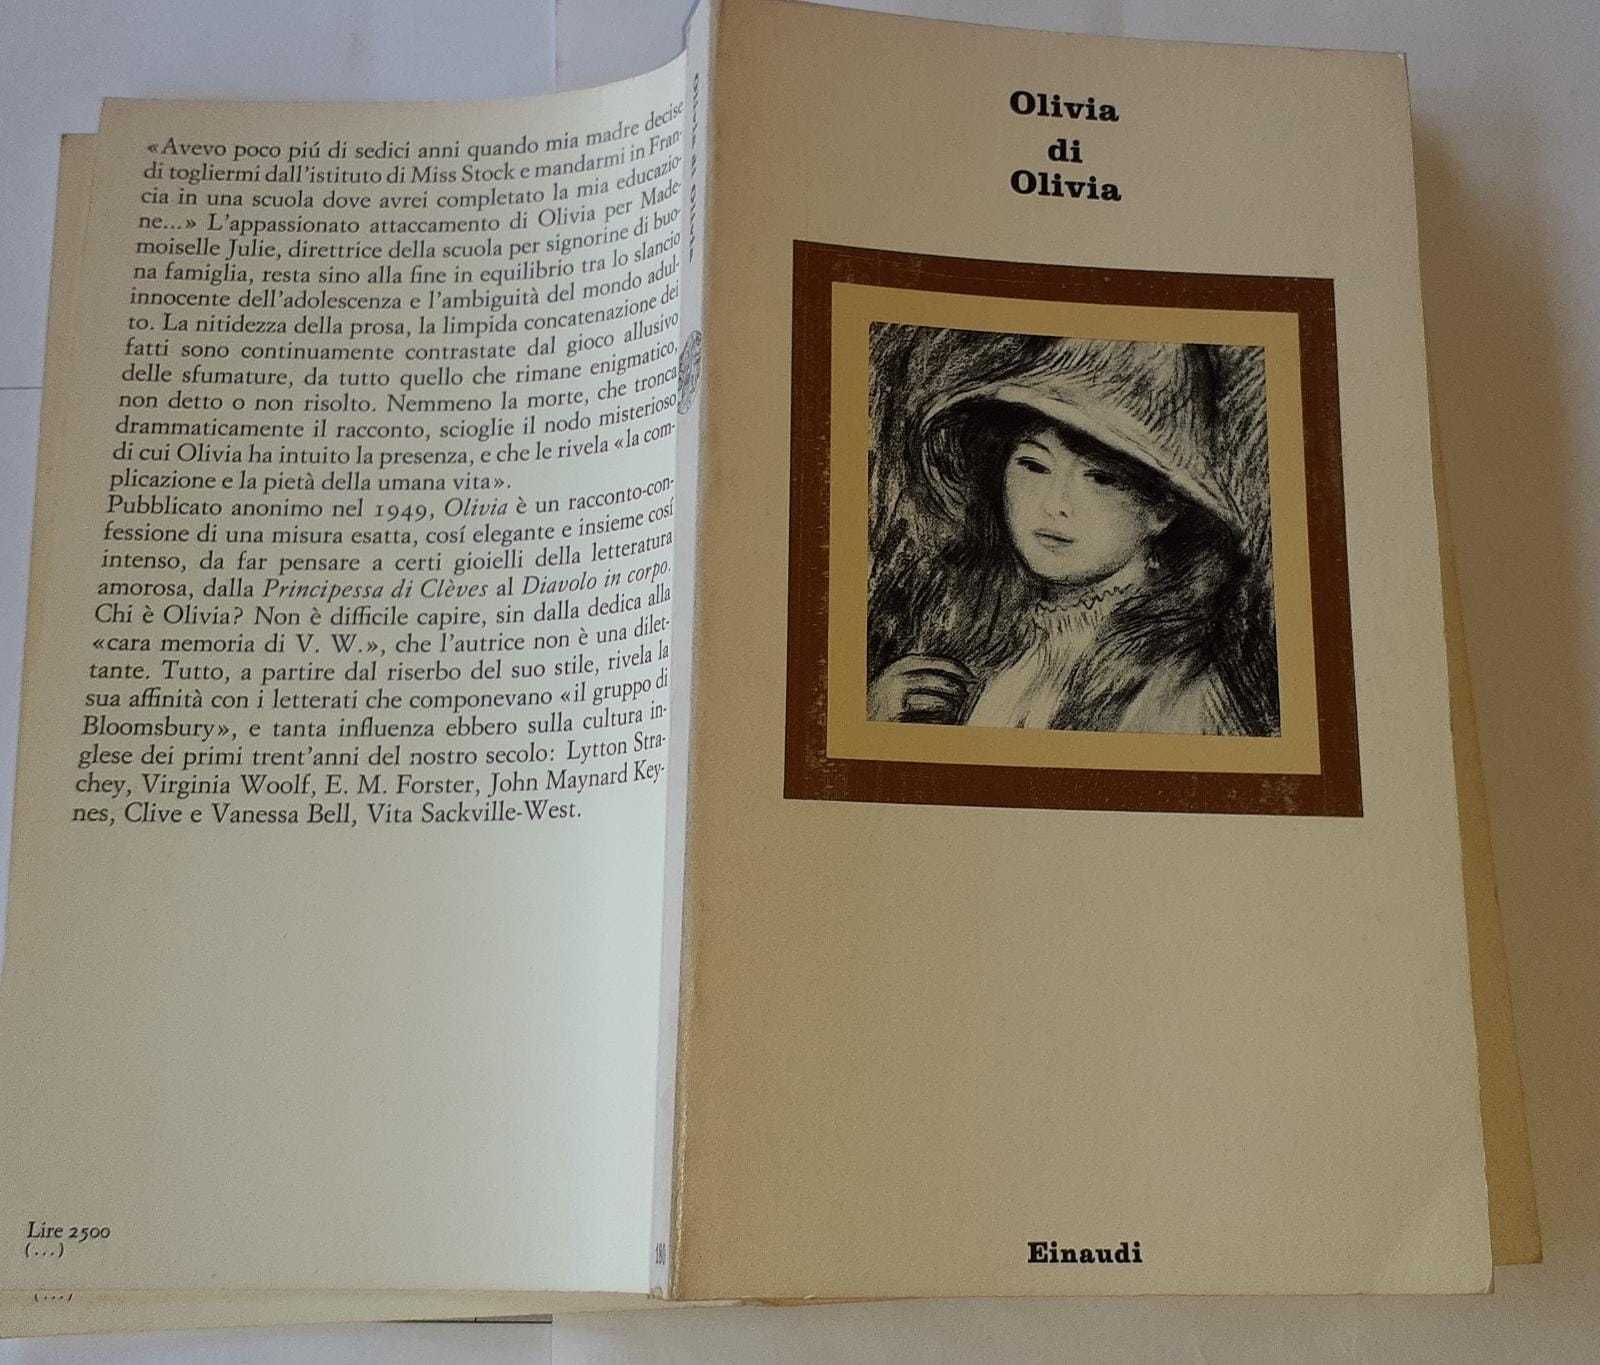 «Avevo poco piú di sedici anni quando mia madre decise
di togliermi dall'istituto di Miss Stock e mandarmi in Fran-
cia in una scuola dove avrei completato la mia educazio-
ne...» L'appassionato attaccamento di Olivia per Made-
moiselle Julie, direttrice della scuola per signorine di buo-
na famiglia, resta sino alla fine in equilibrio tra lo slancio
innocente dell'adolescenza e l'ambiguità del mondo adul-
to. La nitidezza della prosa, la limpida concatenazione dei
fatti sono continuamente contrastate dal gioco allusivo
delle sfumature, da tutto quello che rimane enigmatico,
non detto o non risolto. Nemmeno la morte, che tronca
drammaticamente il racconto, scioglie il nodo misterioso
di cui Olivia ha intuito la presenza, e che le rivela «la com-
plicazione e la pietà della umana vita».
Pubblicato anonimo nel 1949, Olivia è un racconto-con-
fessione di una misura esatta, cosí elegante e insieme cosí
intenso, da far pensare a certi gioielli della letteratura
amorosa, dalla Principessa di Clèves al Diavolo in corpo.
Chi è Olivia? Non è difficile capire, sin dalla dedica alla
«cara memoria di V. W.», che l'autrice non è una dilet-
tante. Tutto, a partire dal riserbo del suo stile, rivela la
sua affinità con i letterati che componevano «il gruppo di
Bloomsbury», e tanta influenza ebbero sulla cultura in-
glese dei primi trent'anni del nostro secolo: Lytton Stra-
chey, Virginia Woolf, E. M. Forster, John Maynard Key-
nes, Clive e Vanessa Bell, Vita Sackville-West.
Lire 2500
(...)
(...)
180
Olivia
di
Olivia
Einaudi